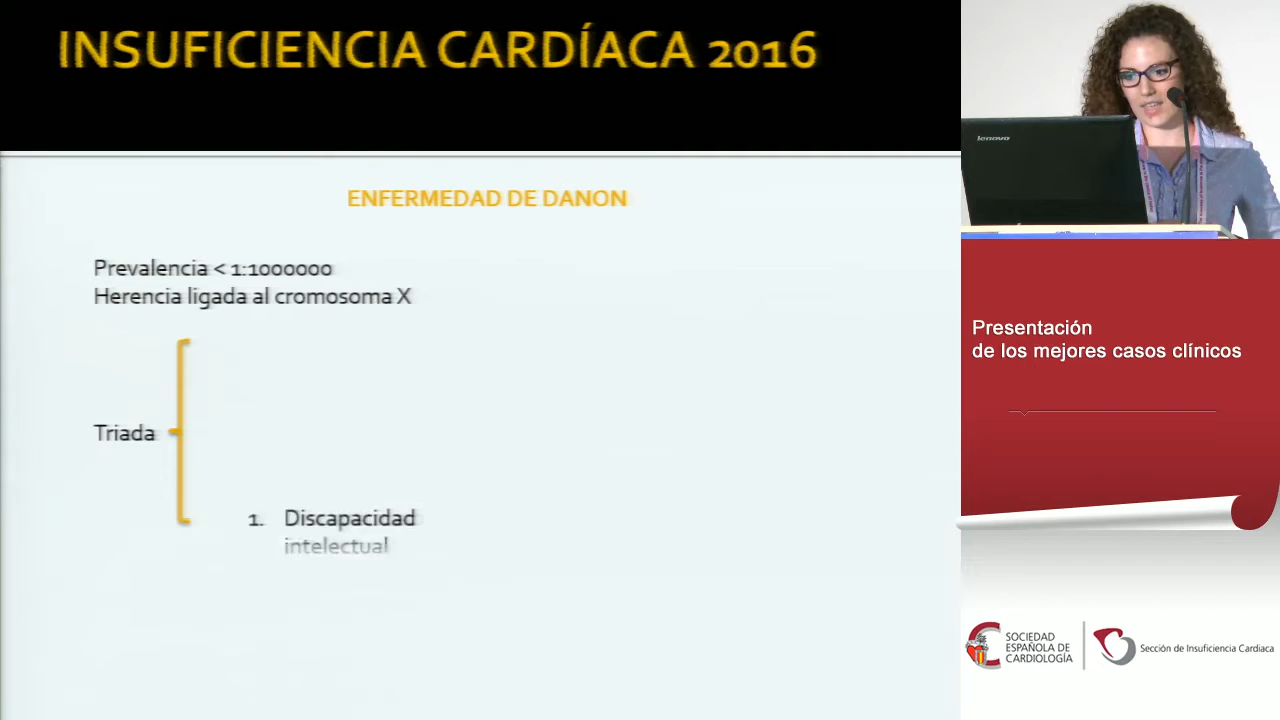 INSUFICIENCIA CARDÍACA 2016
ENFERMEDAD DE DANON
Prevalencia < 1:1000000
Herencia ligada al cromosoma X
Triada
1. Discapacidad
intelectual
lenovo
Presentación
de los mejores casos clínicos
SOCIEDAD
ESPAÑOLA DE
CARDIOLOGÍA
Sección de Insuficiencia Cardiaca